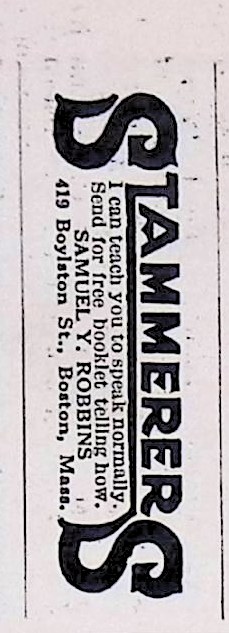 STAMMERERS
I can teach you to speak normally.
Send for free booklet telling how.
SAMUEL Y. ROBBINS
419 Boylston St., Boston, Mass.